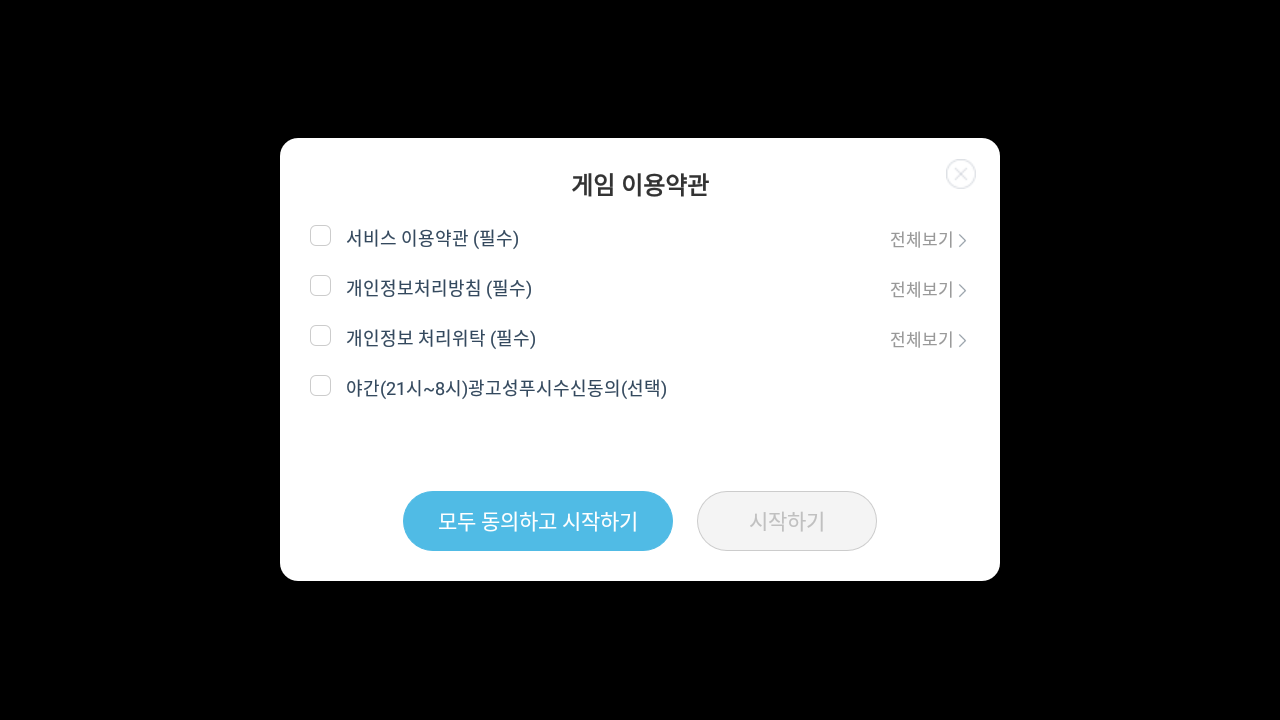 게임 이용약관
서비스 이용약관 (필수)
전체보기
개인정보처리방침 (필수)
전체보기
개인정보 처리위탁 (필수)
전체보기
야간(21시~8시)광고성푸시수신동의(선택)
모두 동의하고 시작하기
시작하기